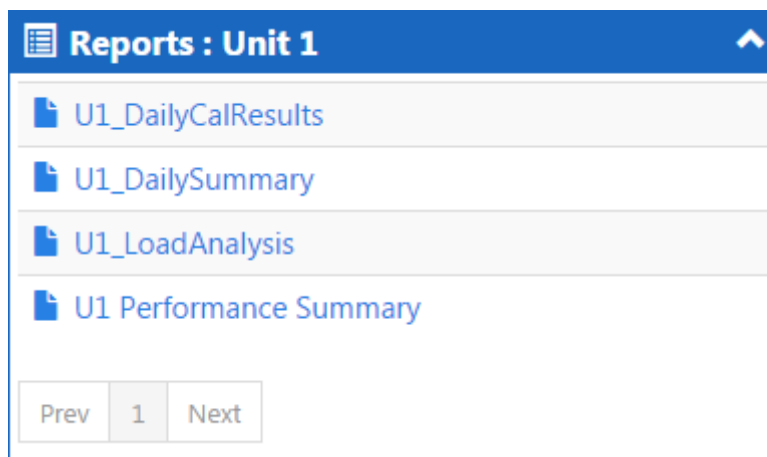 Reports : Unit 1
U1_DailyCalResults
U1_DailySummary
U1_LoadAnalysis
U1 Performance Summary
Prev 1 Next